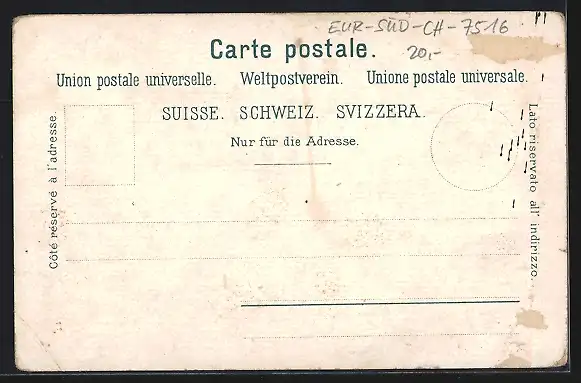 EUR-SÜD-CH-7516
20,-
Carte postale.
Union postale universelle. Weltpostverein. Unione postale universale.
SUISSE. SCHWEIZ. SVIZZERA.
Nur für die Adresse.
Côté réservé à l'adresse.
Lato riservato all' indirizzo.